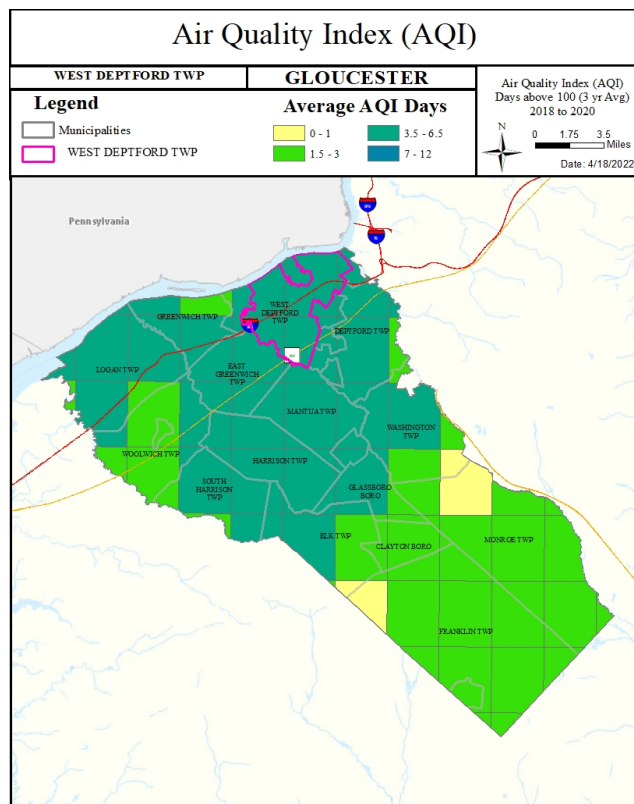 Air Quality Index (AQI)
WEST DEPTFORD TWP
GLOUCESTER
Legend
Municipalities
WEST DEPTFORD TWP
Average AQI Days
0 - 1
1.5 - 3
3.5 - 6.5
7 - 12
Air Quality Index (AQI)
Days above 100 (3 yr Avg)
2018 to 2020
N
0 1.75 3.5
Miles
Date: 4/18/2022
Pennsylvania
WEST
DEPTFORD
TWP
GREENWICH TWP
DEPTFORD TWP
LOGAN TWP
EAST
GREENWICH
TWP
MANTUA TWP
WASHINGTON
TWP
WOOLWICH TWP
HARRISON TWP
SOUTH
HARRISON
TWP
GLASSBORO
BORO
ELK TWP
CLAYTON BORO
MONROE TWP
FRANKLIN TWP